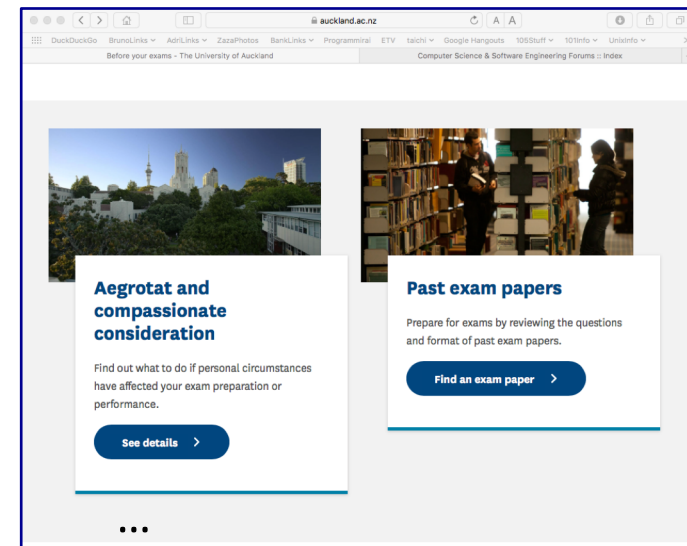 auckland.ac.nz
A A
DuckDuckGo BrunoLinks AdriLinks ZazaPhotos BankLinks Programmirai ETV taichi Google Hangouts 105Stuff 101Info UnixInfo
Before your exams - The University of Auckland
Computer Science & Software Engineering Forums :: Index
Aegrotat and
compassionate
consideration
Find out what to do if personal circumstances
have affected your exam preparation or
performance.
See details
Past exam papers
Prepare for exams by reviewing the questions
and format of past exam papers.
Find an exam paper
...